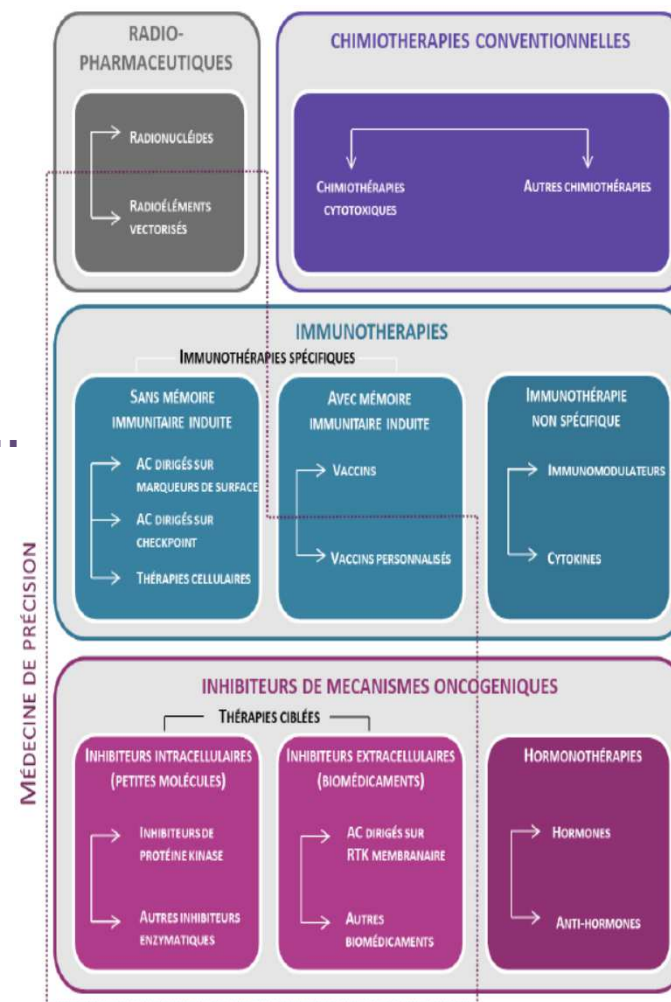 RADIO-
PHARMACEUTIQUES
RADIONUCLÉIDES
RADIOÉLÉMENTS
VECTORISÉS
CHIMIOTHERAPIES CONVENTIONNELLES
CHIMIOTHÉRAPIES
CYTOTOXIQUES
AUTRES CHIMIOTHÉRAPIES
IMMUNOTHERAPIES
IMMUNOTHÉRAPIES SPÉCIFIQUES
SANS MÉMOIRE
IMMUNITAIRE INDUITE
AC DIRIGÉS SUR
MARQUEURS DE SURFACE
AC DIRIGÉS SUR
CHECKPOINT
THÉRAPIES CELLULAIRES
AVEC MÉMOIRE
IMMUNITAIRE INDUITE
VACCINS
VACCINS PERSONNALISÉS
IMMUNOTHÉRAPIE
NON SPÉCIFIQUE
IMMUNOMODULATEURS
CYTOKINES
MÉDECINE DE PRÉCISION
INHIBITEURS DE MECANISMES ONCOGENIQUES
THÉRAPIES CIBLÉES
INHIBITEURS INTRACELLULAIRES
(PETITES MOLÉCULES)
INHIBITEURS DE
PROTÉINE KINASE
AUTRES INHIBITEURS
ENZYMATIQUES
INHIBITEURS EXTRACELLULAIRES
(BIOMÉDICAMENTS)
AC DIRIGÉS SUR
RTK MEMBRANAIRE
AUTRES
BIOMÉDICAMENTS
HORMONOTHÉRAPIES
HORMONES
ANTI-HORMONES